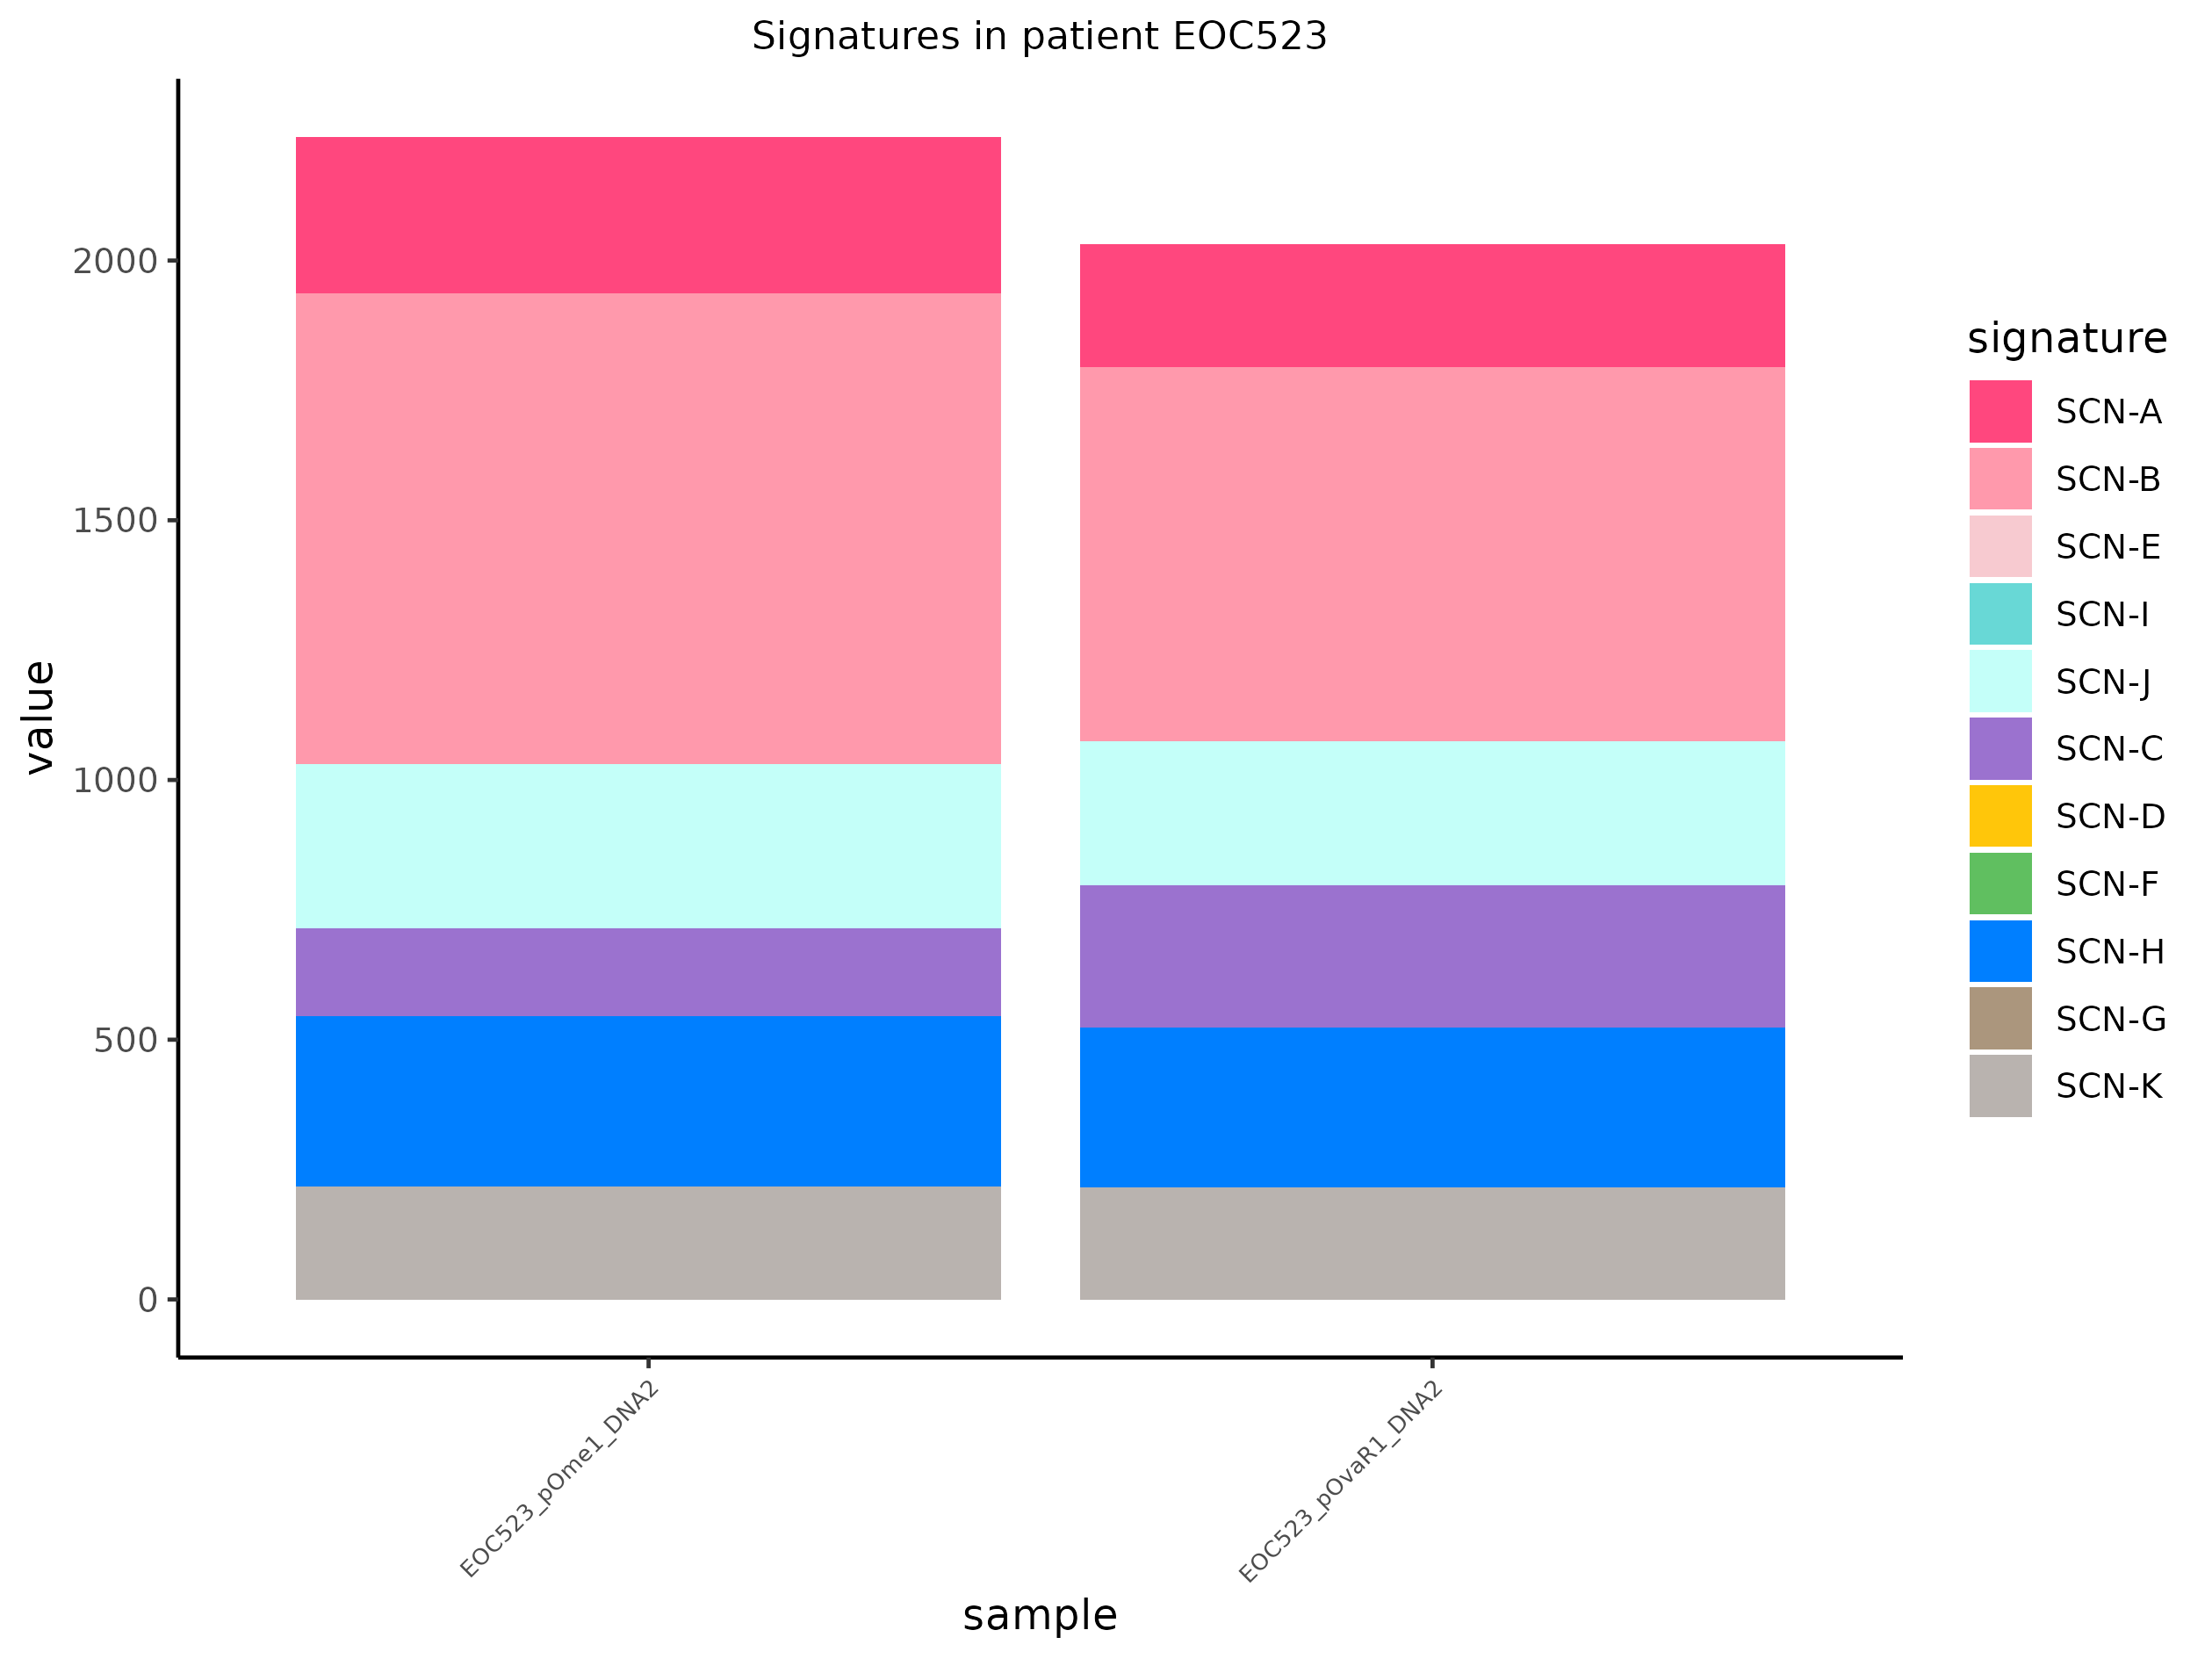 Signatures in patient EOC523
value
2000
1500
1000
500
0
EOC523_pOme1_DNA2
EOC523_pOvaR1_DNA2
sample
signature
SCN-A
SCN-B
SCN-E
SCN-I
SCN-J
SCN-C
SCN-D
SCN-F
SCN-H
SCN-G
SCN-K